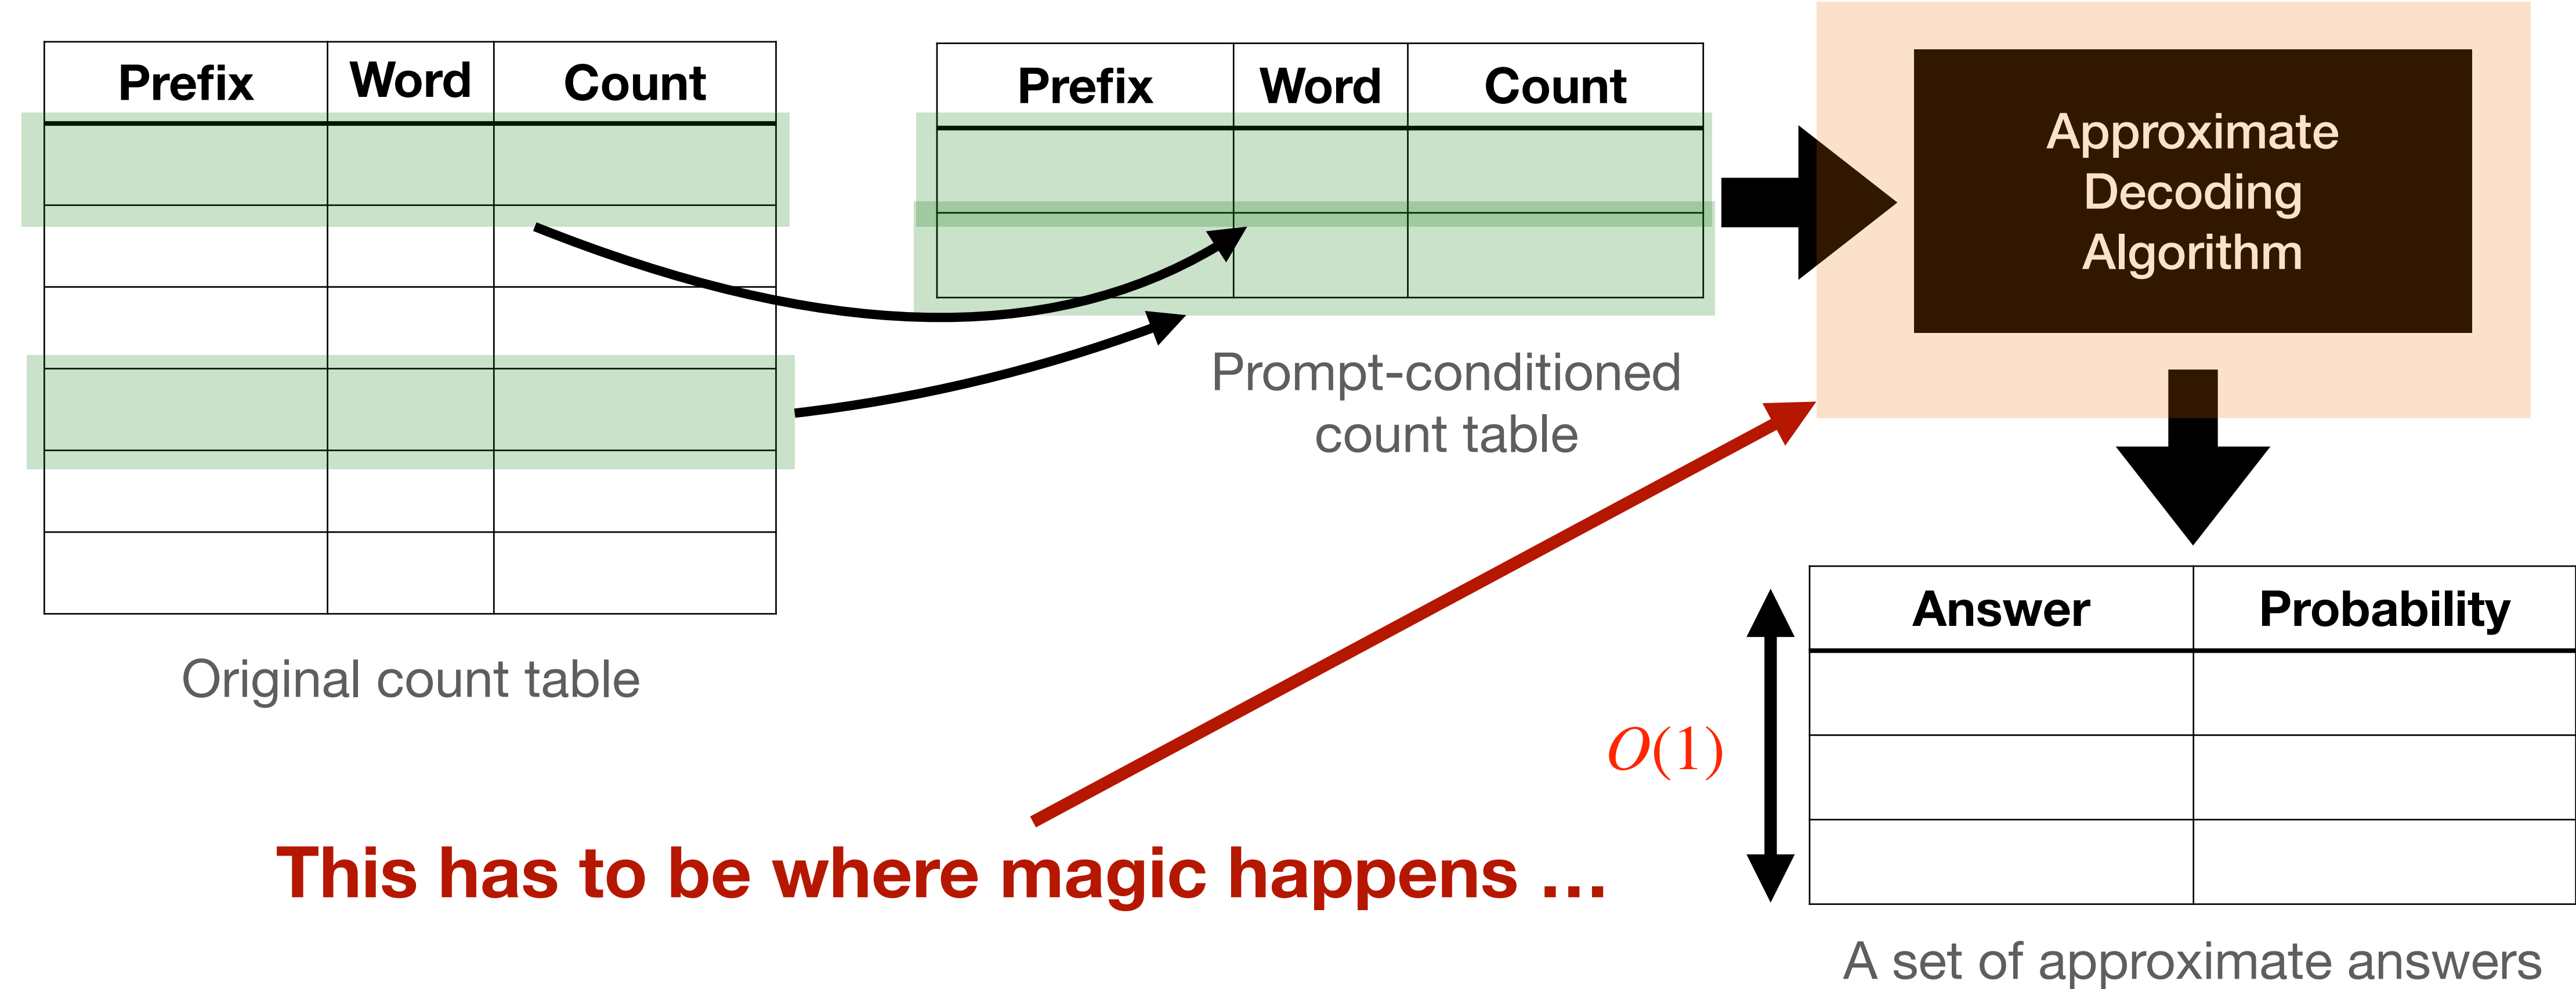 Prefix Word Count
Original count table
Prefix Word Count
Prompt-conditioned
count table
Approximate
Decoding
Algorithm
This has to be where magic happens ...
O(1)
Answer Probability
A set of approximate answers